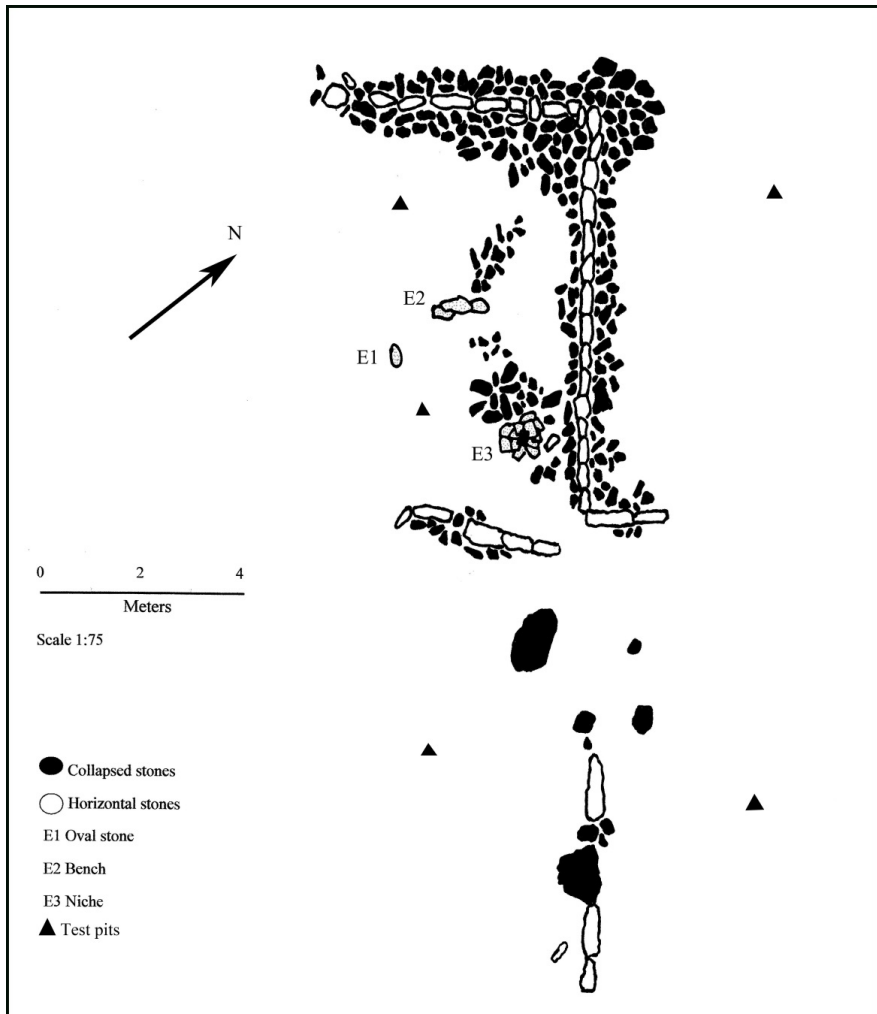 N
E2
E1
E3
0 2 4
Meters
Scale 1:75
Collapsed stones
Horizontal stones
E1 Oval stone
E2 Bench
E3 Niche
Test pits